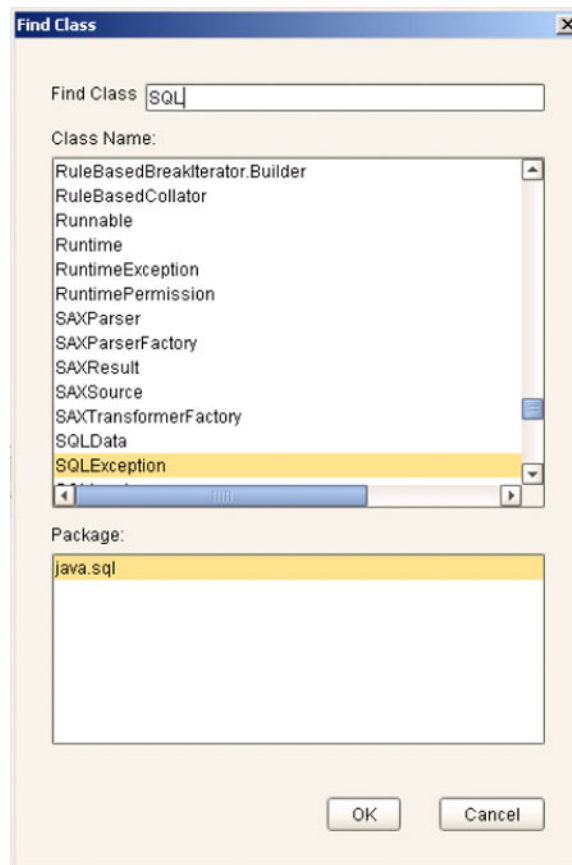 Find Class
Find Class SQL
Class Name:
RuleBasedBreakIterator.Builder
RuleBasedCollator
Runnable
Runtime
RuntimeException
RuntimePermission
SAXParser
SAXParserFactory
SAXResult
SAXSource
SAXTransformerFactory
SQLData
SQLException
Package:
java.sql
OK Cancel